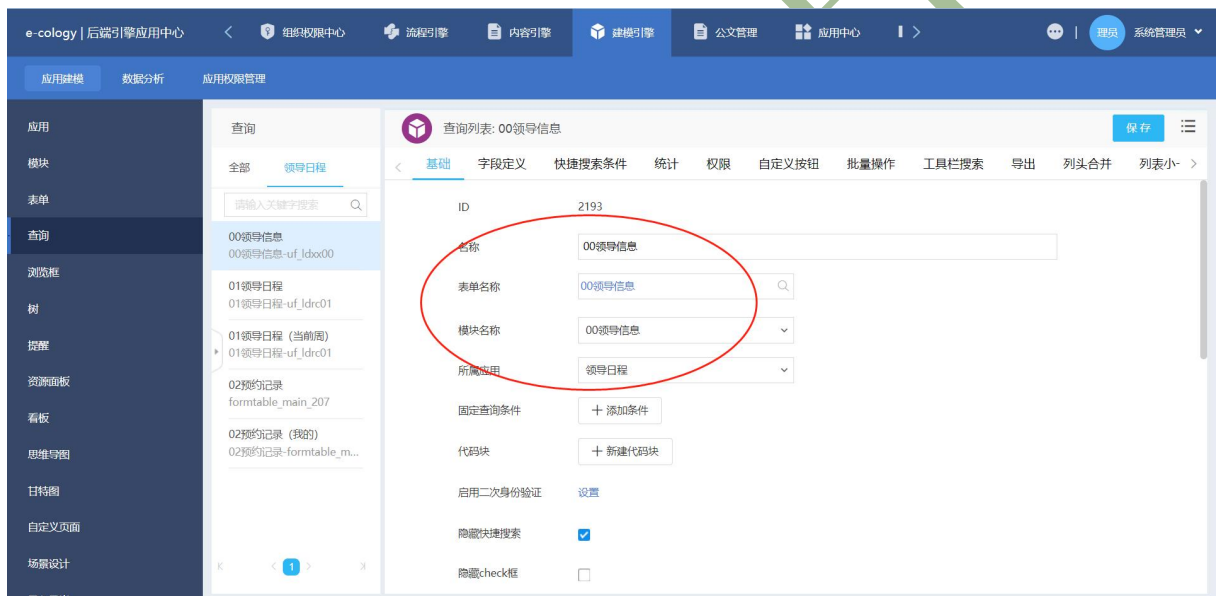 e-cology | 后端引擎应用中心
组织权限中心
流程引擎
内容引擎
建模引擎
公文管理
应用中心
理员
系统管理员
应用建模
数据分析
应用权限管理
应用
模块
表单
查询
浏览框
树
提醒
资源面板
看板
思维导图
甘特图
自定义页面
场景设计
查询
全部
领导日程
请输入关键字搜索
00领导信息
00领导信息-uf_ldxx00
01领导日程
01领导日程-uf_ldrc01
01领导日程 (当前周)
01领导日程-uf_ldrc01
02预约记录
formtable_main_207
02预约记录 (我的)
02预约记录-formtable_m...
1
查询列表: 00领导信息
保存
基础 字段定义 快捷搜索条件 统计 权限 自定义按钮 批量操作 工具栏搜索 导出 列头合并 列表小
ID 2193
名称 00领导信息
表单名称 00领导信息
模块名称 00领导信息
所属应用 领导日程
固定查询条件 + 添加条件
代码块 + 新建代码块
启用二次身份验证 设置
隐藏快捷搜索
隐藏check框